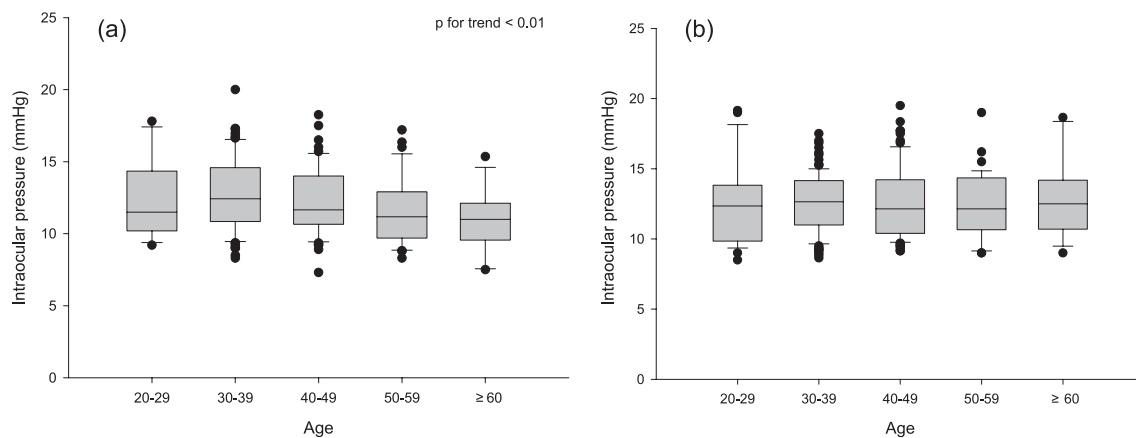 (a)
p for trend < 0.01
Intraocular pressure (mmHg)
25
20
15
10
5
0
20-29 30-39 40-49 50-59 ≥ 60
Age
(b)
Intraocular pressure (mmHg)
25
20
15
10
5
0
20-29 30-39 40-49 50-59 ≥ 60
Age